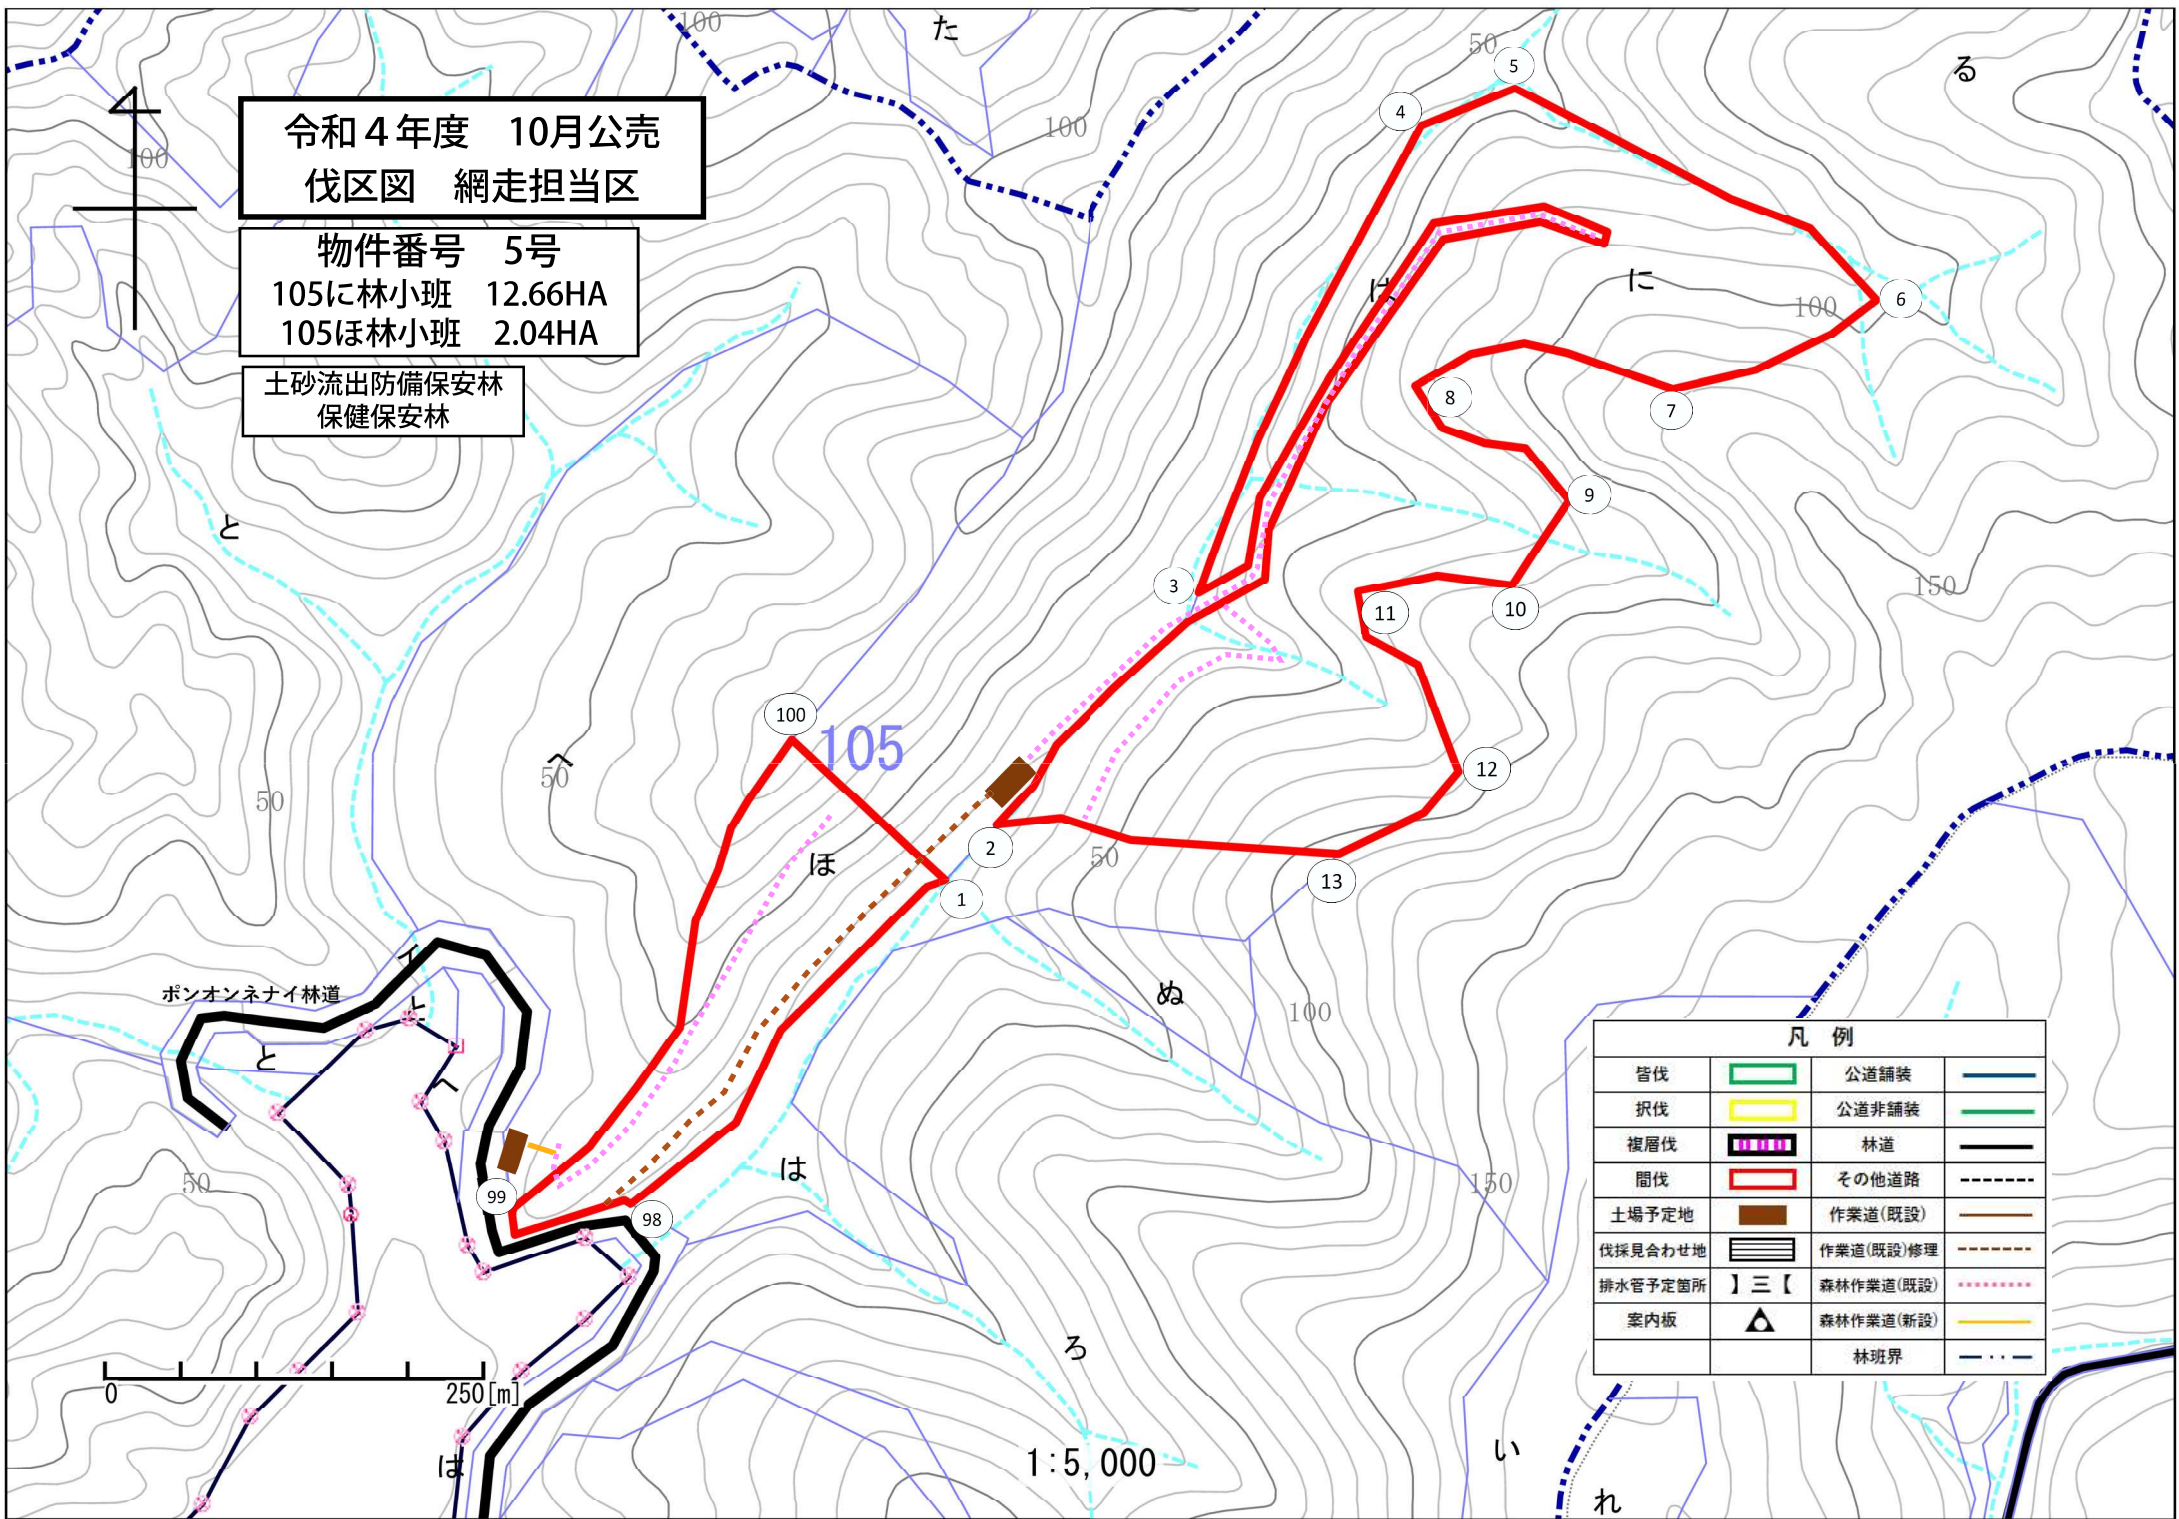 令和４年度　10月公売
伐区図　網走担当区
物件番号　5号
105に林小班　12.66HA
105ほ林小班　2.04HA
土砂流出防備保安林
保健保安林
100
100
100
た
50
る
4
5
に
100
6
は
8
7
9
3
11
10
150
と
100
105
へ
50
50
12
ほ
2
50
13
1
イ
ポンオンネナイ林道
と
と
へ
ぬ
100
50
99
98
は
150
ろ
0
250[m]
は
1:5,000
い
れ
凡　例
皆伐　公道舗装
択伐　公道非舗装
複層伐　林道
間伐　その他道路
土場予定地　作業道(既設)
伐採見合わせ地　作業道(既設)修理
排水管予定箇所　】三【　森林作業道(既設)
案内板　森林作業道(新設)
林班界